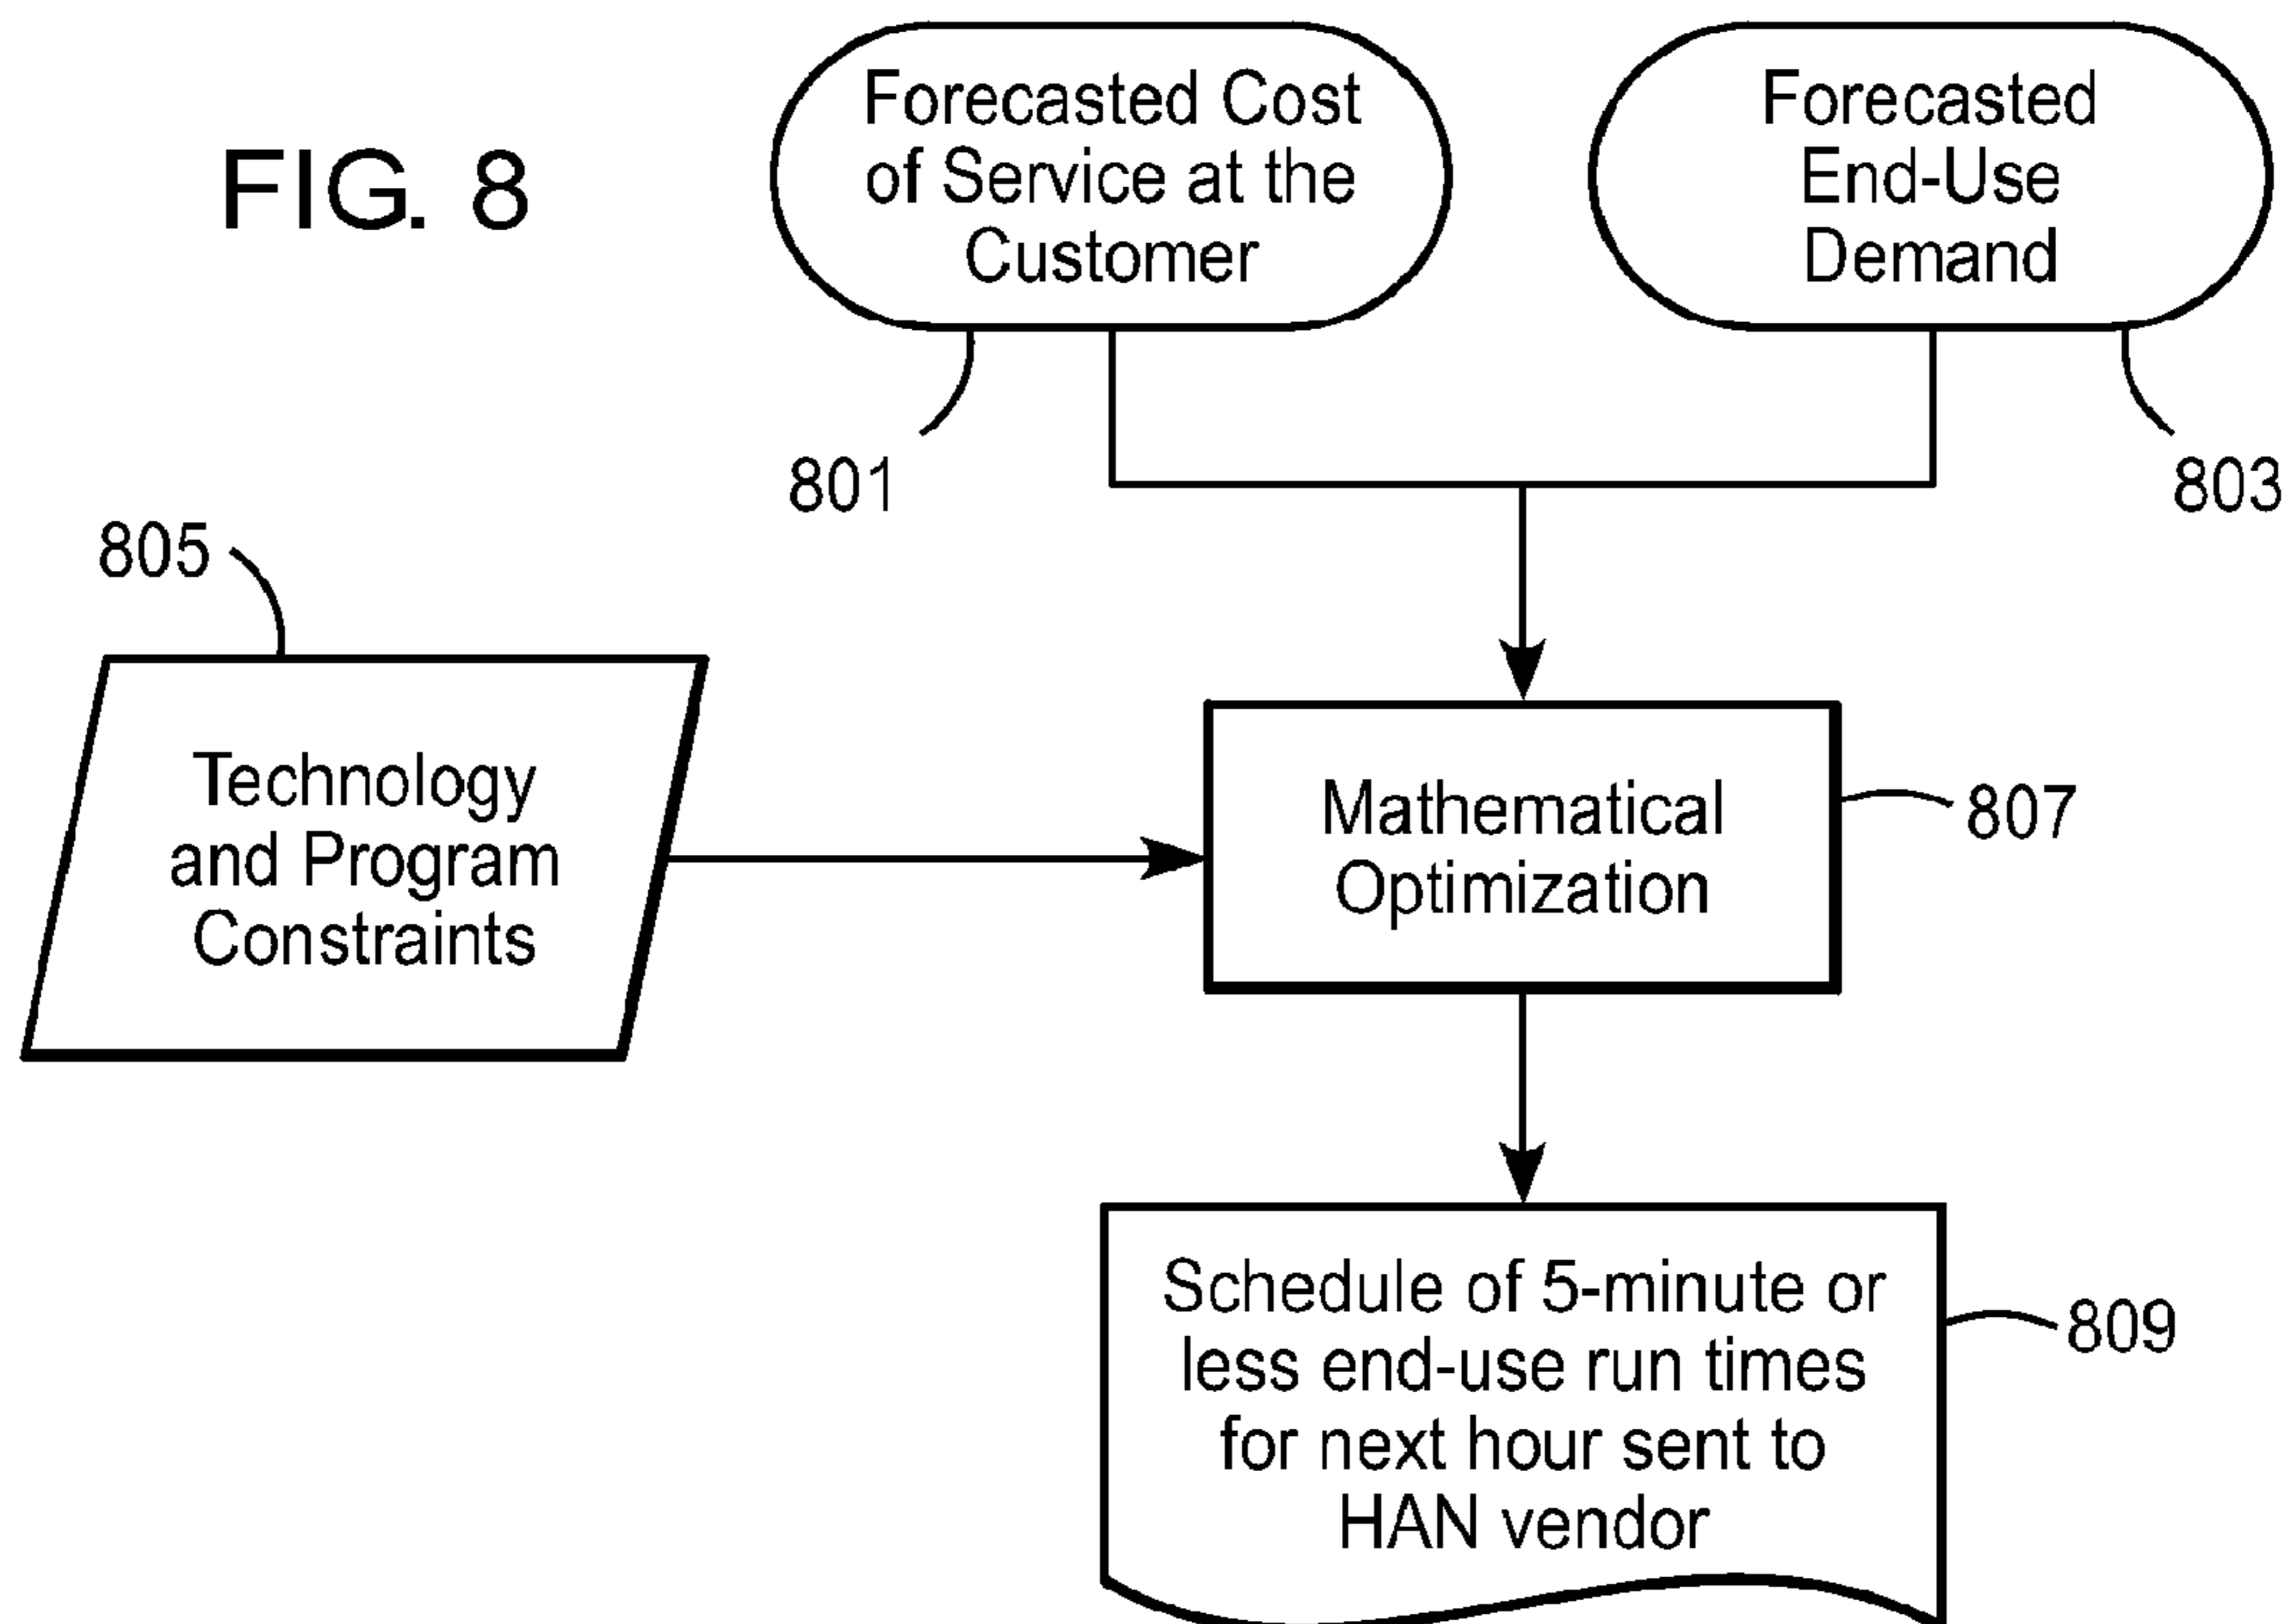 FIG. 8
Forecasted Cost
of Service at the
Customer
Forecasted
End-Use
Demand
801
803
805
Technology
and Program
Constraints
Mathematical
Optimization
807
Schedule of 5-minute or
less end-use run times
for next hour sent to
HAN vendor
809